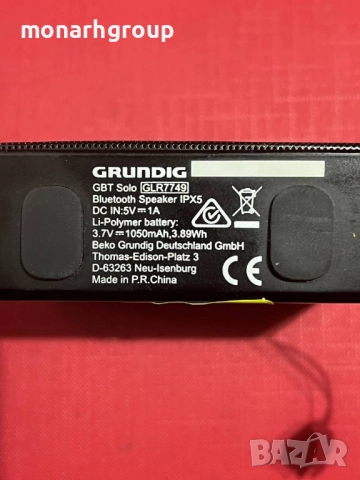 monarhgroup -
GRUNDIG
GBT Solo GLR7749
Bluetooth Speaker IPX5
DC IN:5V⎓1A
Li-Polymer battery:
3.7V⎓1050mAh,3.89Wh
Beko Grundig Deutschland GmbH
Thomas-Edison-Platz 3
D-63263 Neu-Isenburg
Made in P.R.China
CE
BAZAR